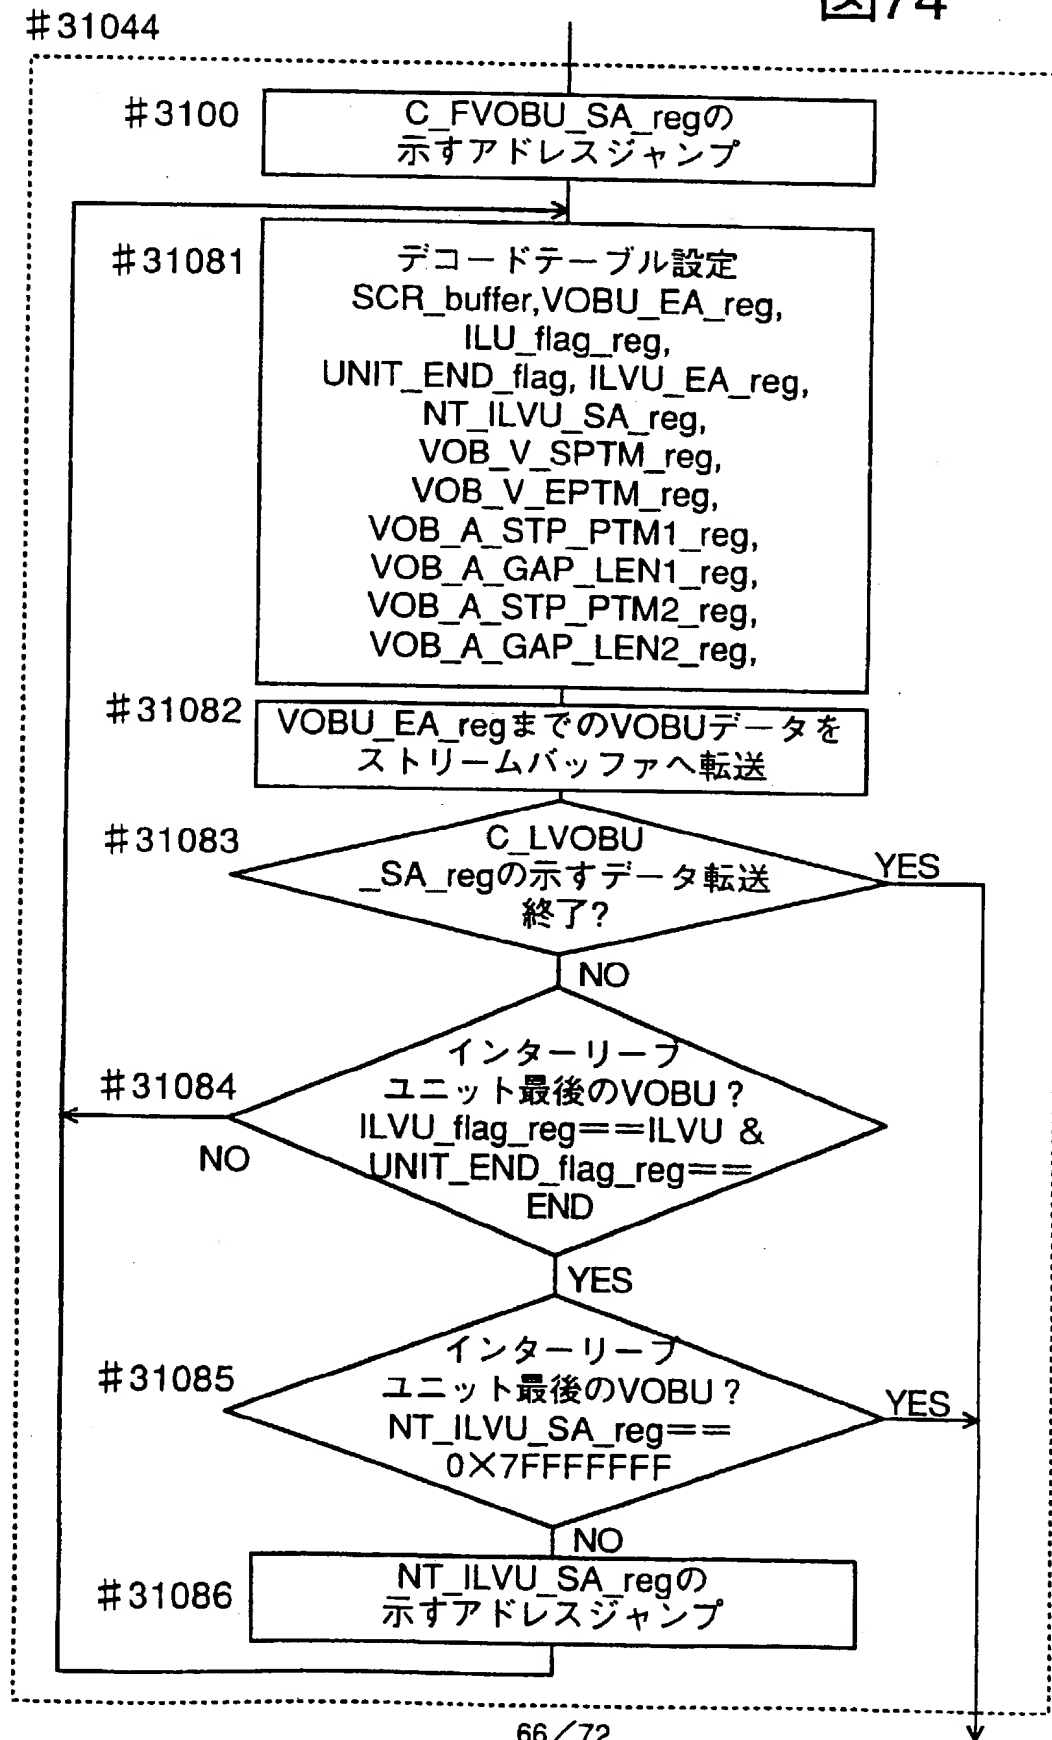 図74
#31044
#3100
C_FVOBU_SA_regの
示すアドレスジャンプ
#31081
デコードテーブル設定
SCR_buffer,VOBU_EA_reg,
ILU_flag_reg,
UNIT_END_flag, ILVU_EA_reg,
NT_ILVU_SA_reg,
VOB_V_SPTM_reg,
VOB_V_EPTM_reg,
VOB_A_STP_PTM1_reg,
VOB_A_GAP_LEN1_reg,
VOB_A_STP_PTM2_reg,
VOB_A_GAP_LEN2_reg,
#31082
VOBU_EA_regまでのVOBUデータを
ストリームバッファへ転送
#31083
C_LVOBU
_SA_regの示すデータ転送
終了?
YES
NO
#31084
インターリーブ
ユニット最後のVOBU?
ILVU_flag_reg==ILVU &
UNIT_END_flag_reg==
END
NO
YES
#31085
インターリーブ
ユニット最後のVOBU?
NT_ILVU_SA_reg==
0×7FFFFFFF
YES
NO
#31086
NT_ILVU_SA_regの
示すアドレスジャンプ
66/72